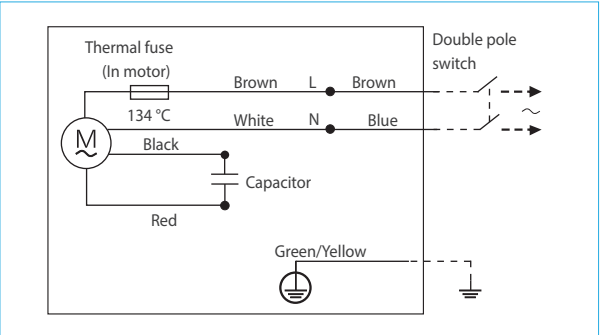 Thermal fuse
(In motor)
Double pole
switch
Brown L Brown
134 °C
White N Blue
M
Black
Capacitor
Red
Green/Yellow